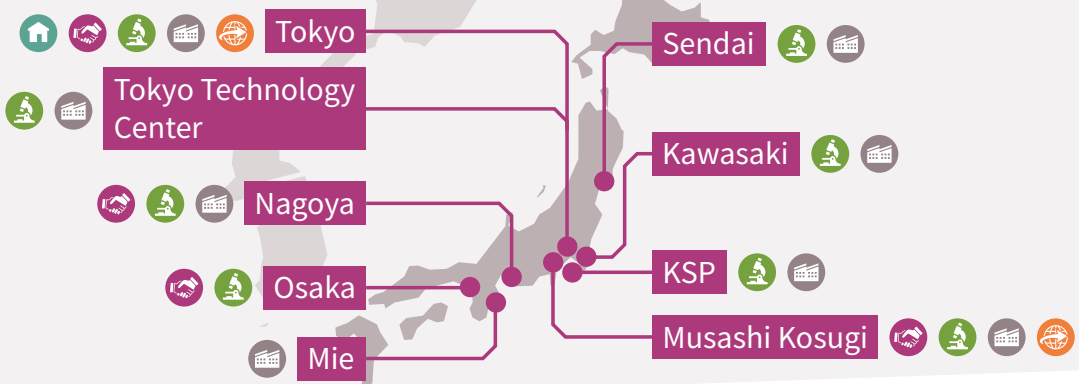 Tokyo
Tokyo Technology
Center
Nagoya
Osaka
Mie
Sendai
Kawasaki
KSP
Musashi Kosugi